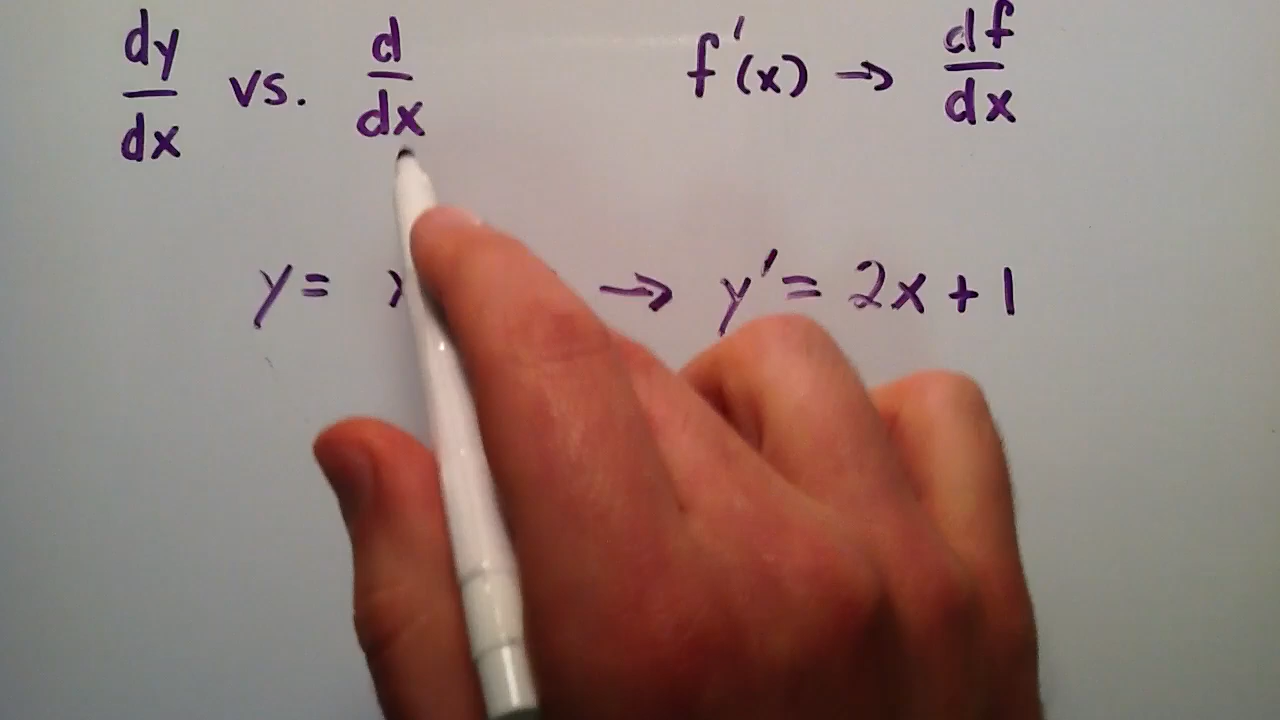 dy/dx vs. d/dx f'(x) → df/dx
y = → y' = 2x + 1